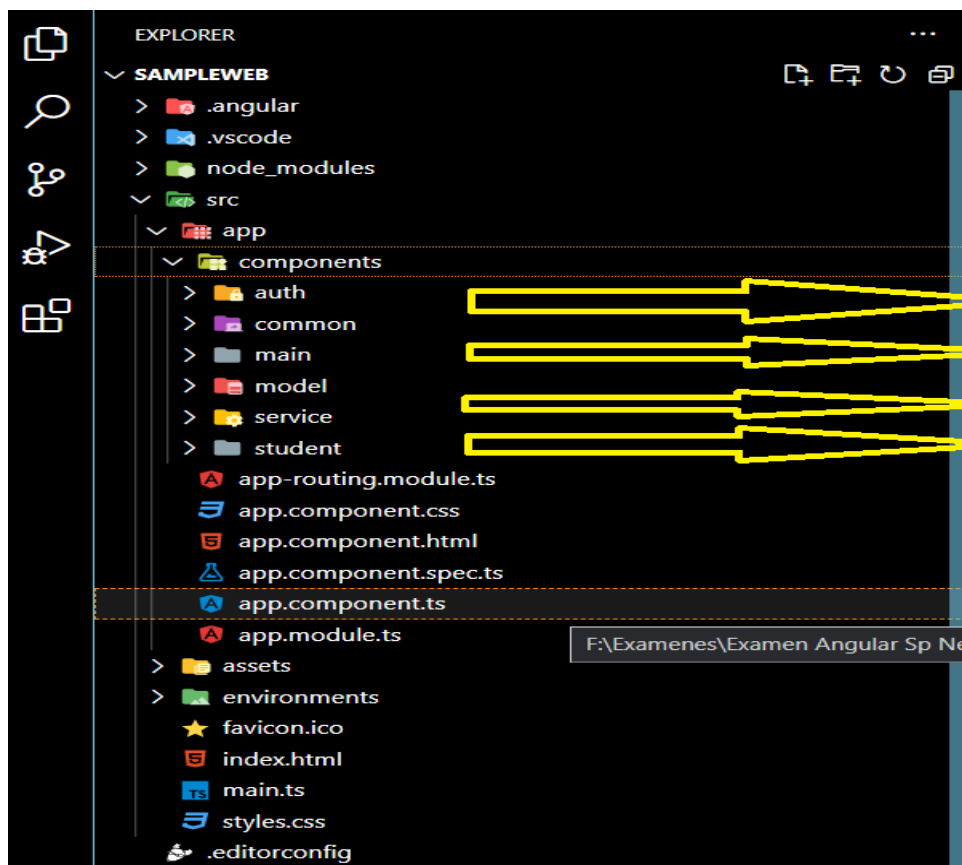 EXPLORER
SAMPLEWEB
.angular
.vscode
node_modules
src
app
components
auth
common
main
model
service
student
app-routing.module.ts
app.component.css
app.component.html
app.component.spec.ts
app.component.ts
app.module.ts
F:\Examenes\Examen Angular Sp Ne
assets
environments
favicon.ico
index.html
TS main.ts
styles.css
.editorconfig